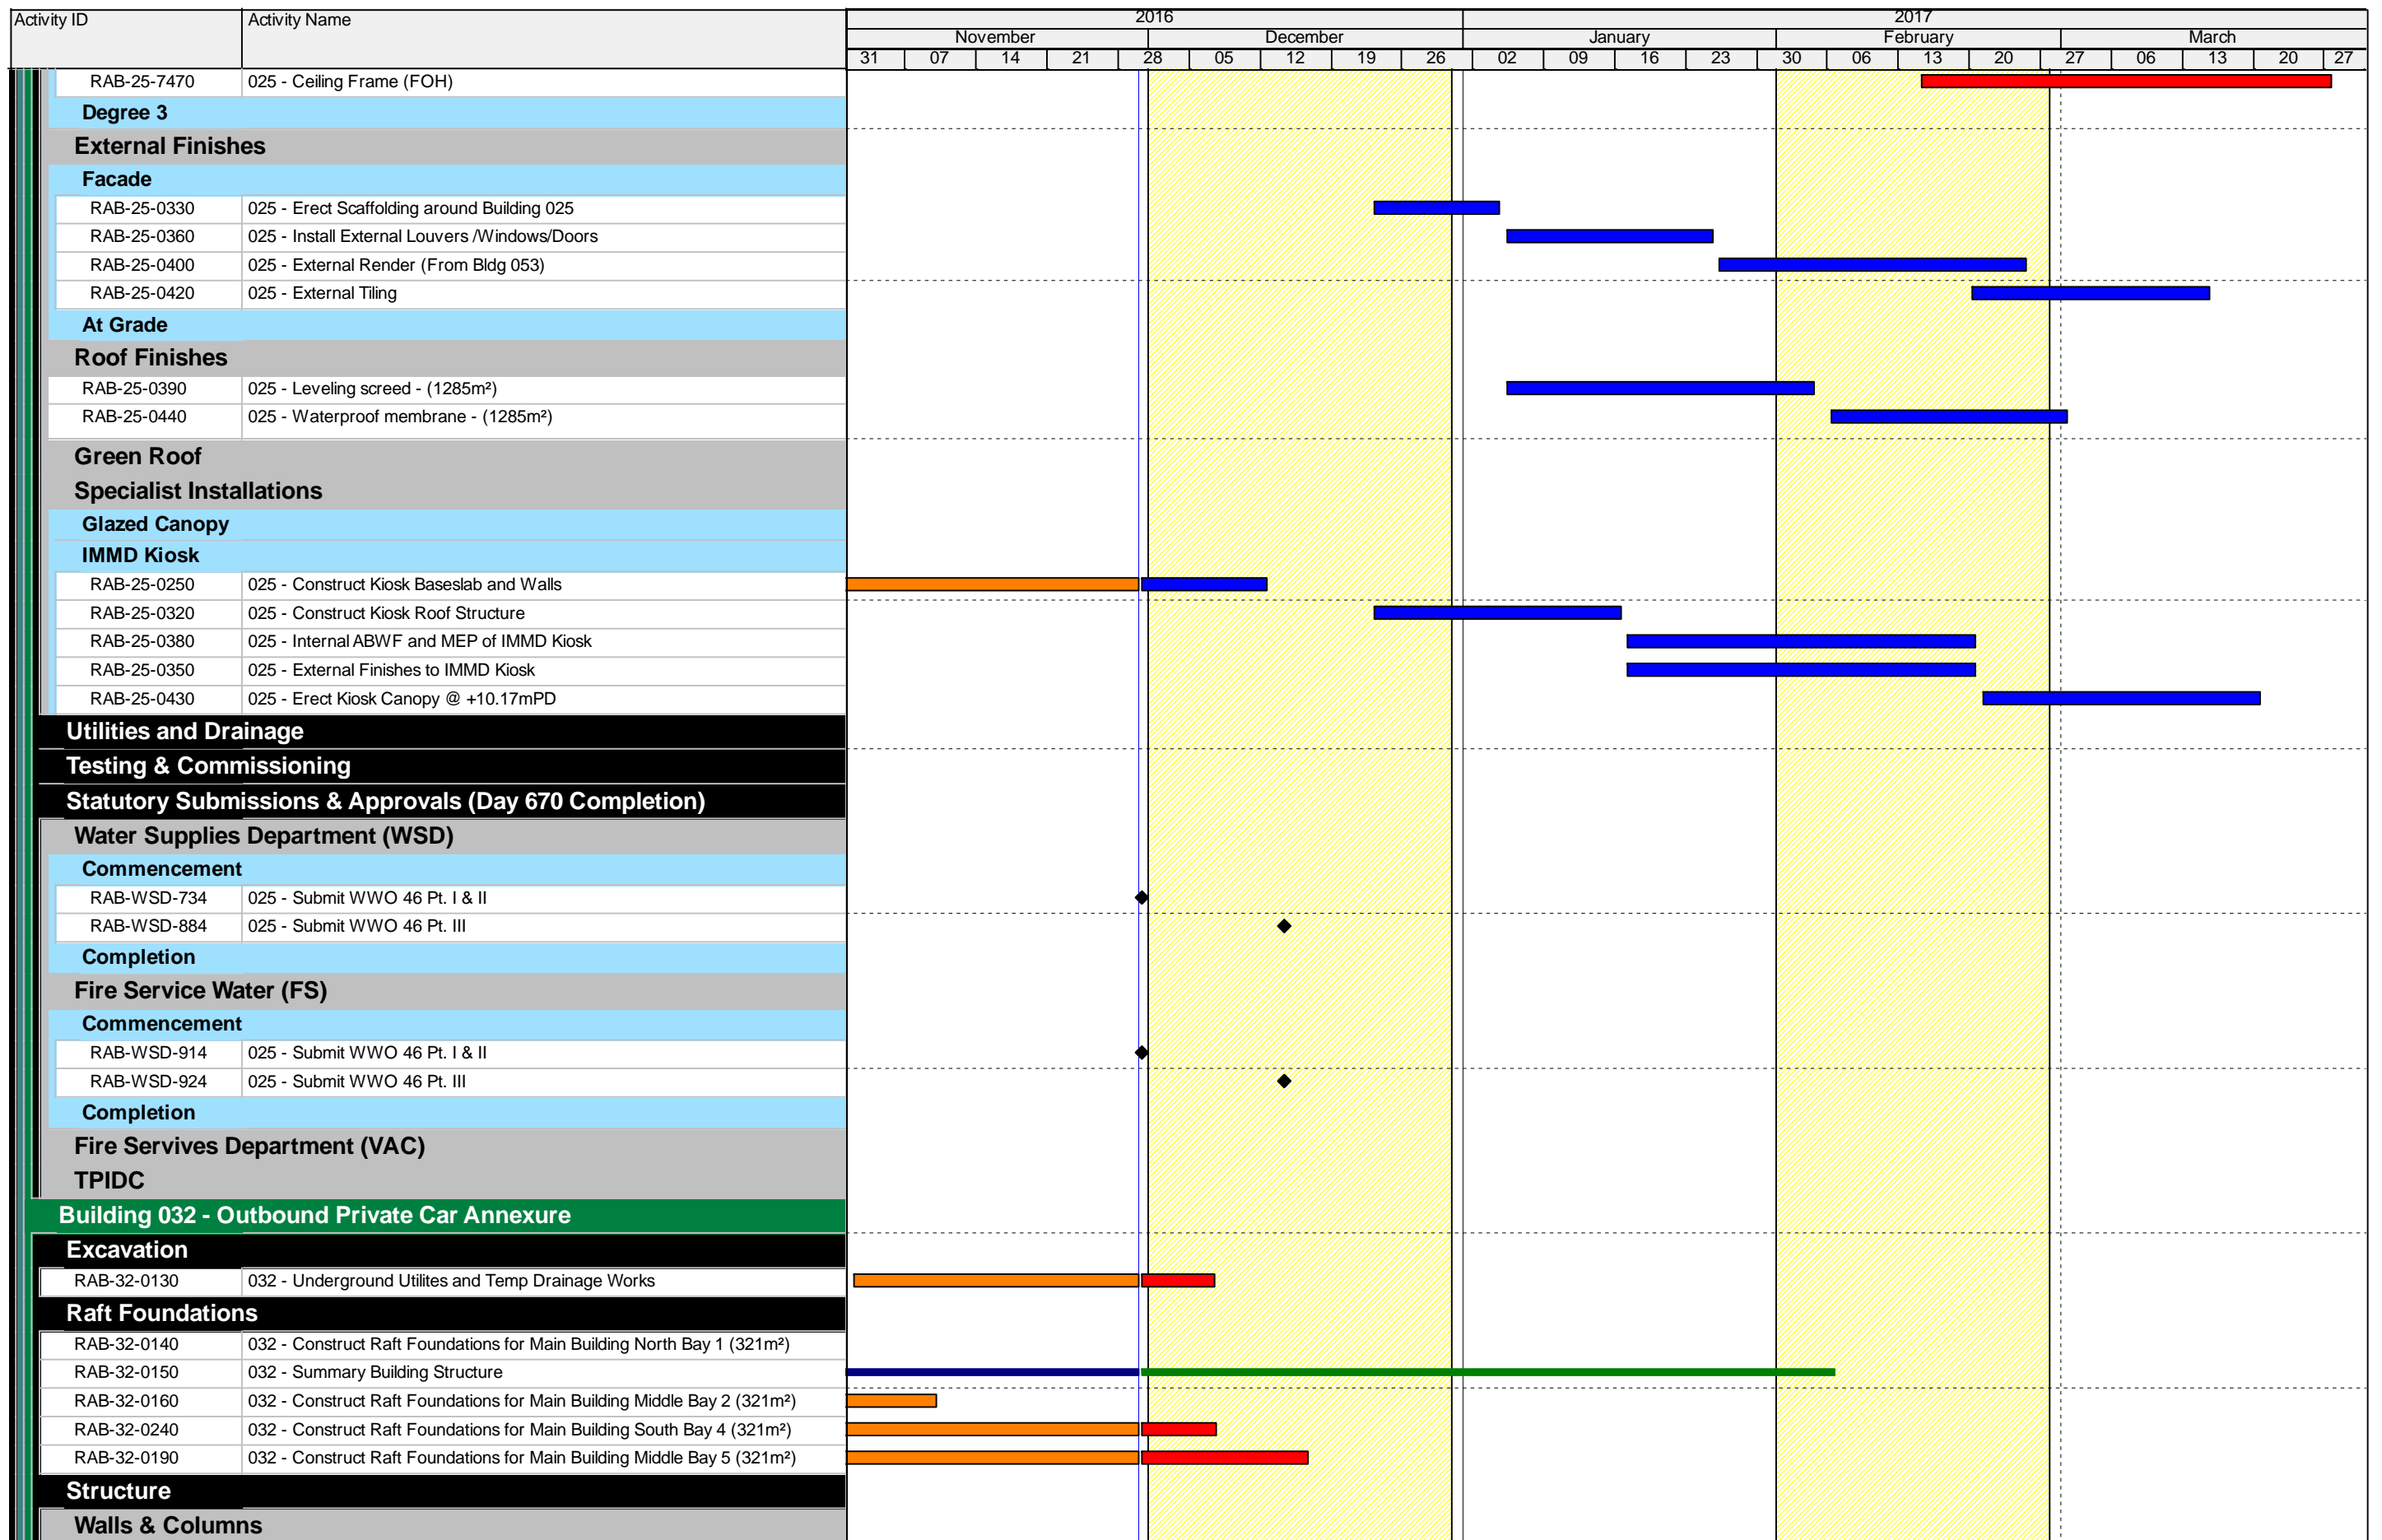 Activity ID Activity Name 2016 2017
November December January February March
31 07 14 21 28 05 12 19 26 02 09 16 23 30 06 13 20 27 06 13 20 27
RAB-25-7470 025 - Ceiling Frame (FOH)
Degree 3
External Finishes
Facade
RAB-25-0330 025 - Erect Scaffolding around Building 025
RAB-25-0360 025 - Install External Louvers /Windows/Doors
RAB-25-0400 025 - External Render (From Bldg 053)
RAB-25-0420 025 - External Tiling
At Grade
Roof Finishes
RAB-25-0390 025 - Leveling screed - (1285m²)
RAB-25-0440 025 - Waterproof membrane - (1285m²)
Green Roof
Specialist Installations
Glazed Canopy
IMMD Kiosk
RAB-25-0250 025 - Construct Kiosk Baseslab and Walls
RAB-25-0320 025 - Construct Kiosk Roof Structure
RAB-25-0380 025 - Internal ABWF and MEP of IMMD Kiosk
RAB-25-0350 025 - External Finishes to IMMD Kiosk
RAB-25-0430 025 - Erect Kiosk Canopy @ +10.17mPD
Utilities and Drainage
Testing & Commissioning
Statutory Submissions & Approvals (Day 670 Completion)
Water Supplies Department (WSD)
Commencement
RAB-WSD-734 025 - Submit WWO 46 Pt. I & II
RAB-WSD-884 025 - Submit WWO 46 Pt. III
Completion
Fire Service Water (FS)
Commencement
RAB-WSD-914 025 - Submit WWO 46 Pt. I & II
RAB-WSD-924 025 - Submit WWO 46 Pt. III
Completion
Fire Servives Department (VAC)
TPIDC
Building 032 - Outbound Private Car Annexure
Excavation
RAB-32-0130 032 - Underground Utilites and Temp Drainage Works
Raft Foundations
RAB-32-0140 032 - Construct Raft Foundations for Main Building North Bay 1 (321m²)
RAB-32-0150 032 - Summary Building Structure
RAB-32-0160 032 - Construct Raft Foundations for Main Building Middle Bay 2 (321m²)
RAB-32-0240 032 - Construct Raft Foundations for Main Building South Bay 4 (321m²)
RAB-32-0190 032 - Construct Raft Foundations for Main Building Middle Bay 5 (321m²)
Structure
Walls & Columns